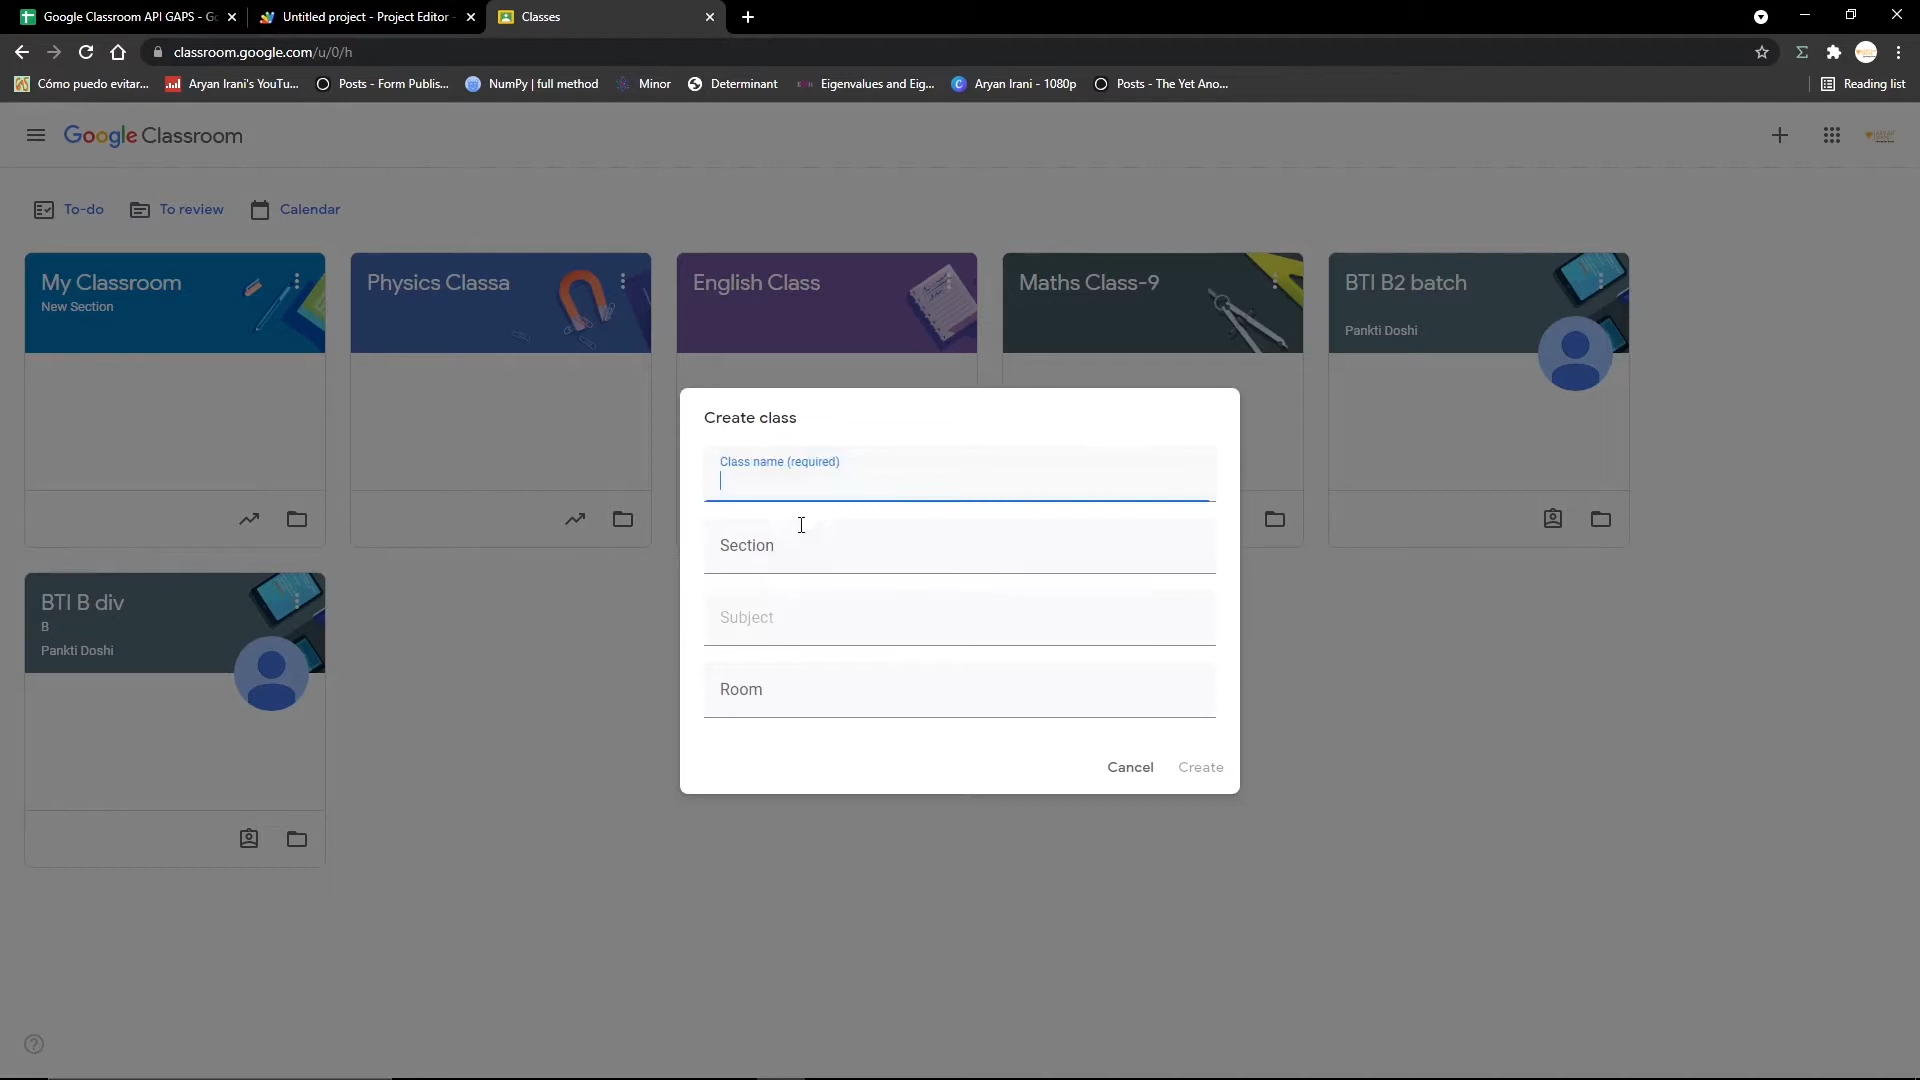 Google Classroom API GAPS - Go
Untitled project - Project Editor -
Classes
classroom.google.com/u/0/h
Cómo puedo evitar...
Aryan Irani's YouTu...
Posts - Form Publis...
NumPy | full method
Minor
Determinant
Eigenvalues and Eig...
Aryan Irani - 1080p
Posts - The Yet Ano...
Reading list
Google Classroom
To-do
To review
Calendar
My Classroom
New Section
Physics Classa
English Class
Maths Class-9
BTI B2 batch
Pankti Doshi
Create class
Class name (required)
Section
Subject
Room
Cancel
Create
BTI B div
B
Pankti Doshi